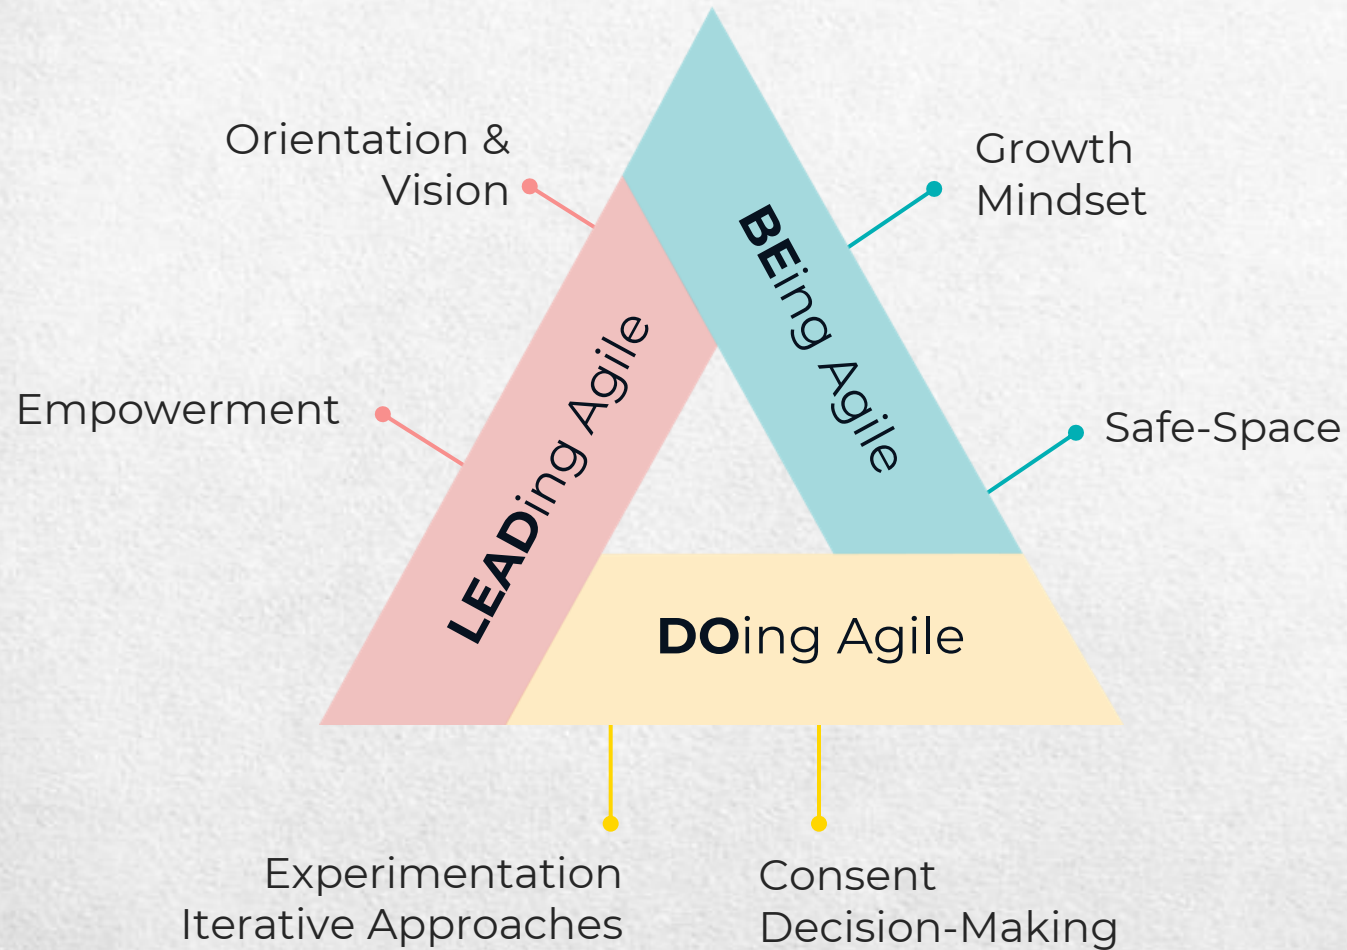 Orientation &
Vision
Growth
Mindset
BEing Agile
LEADing Agile
Empowerment
Safe-Space
DOing Agile
Experimentation
Iterative Approaches
Consent
Decision-Making